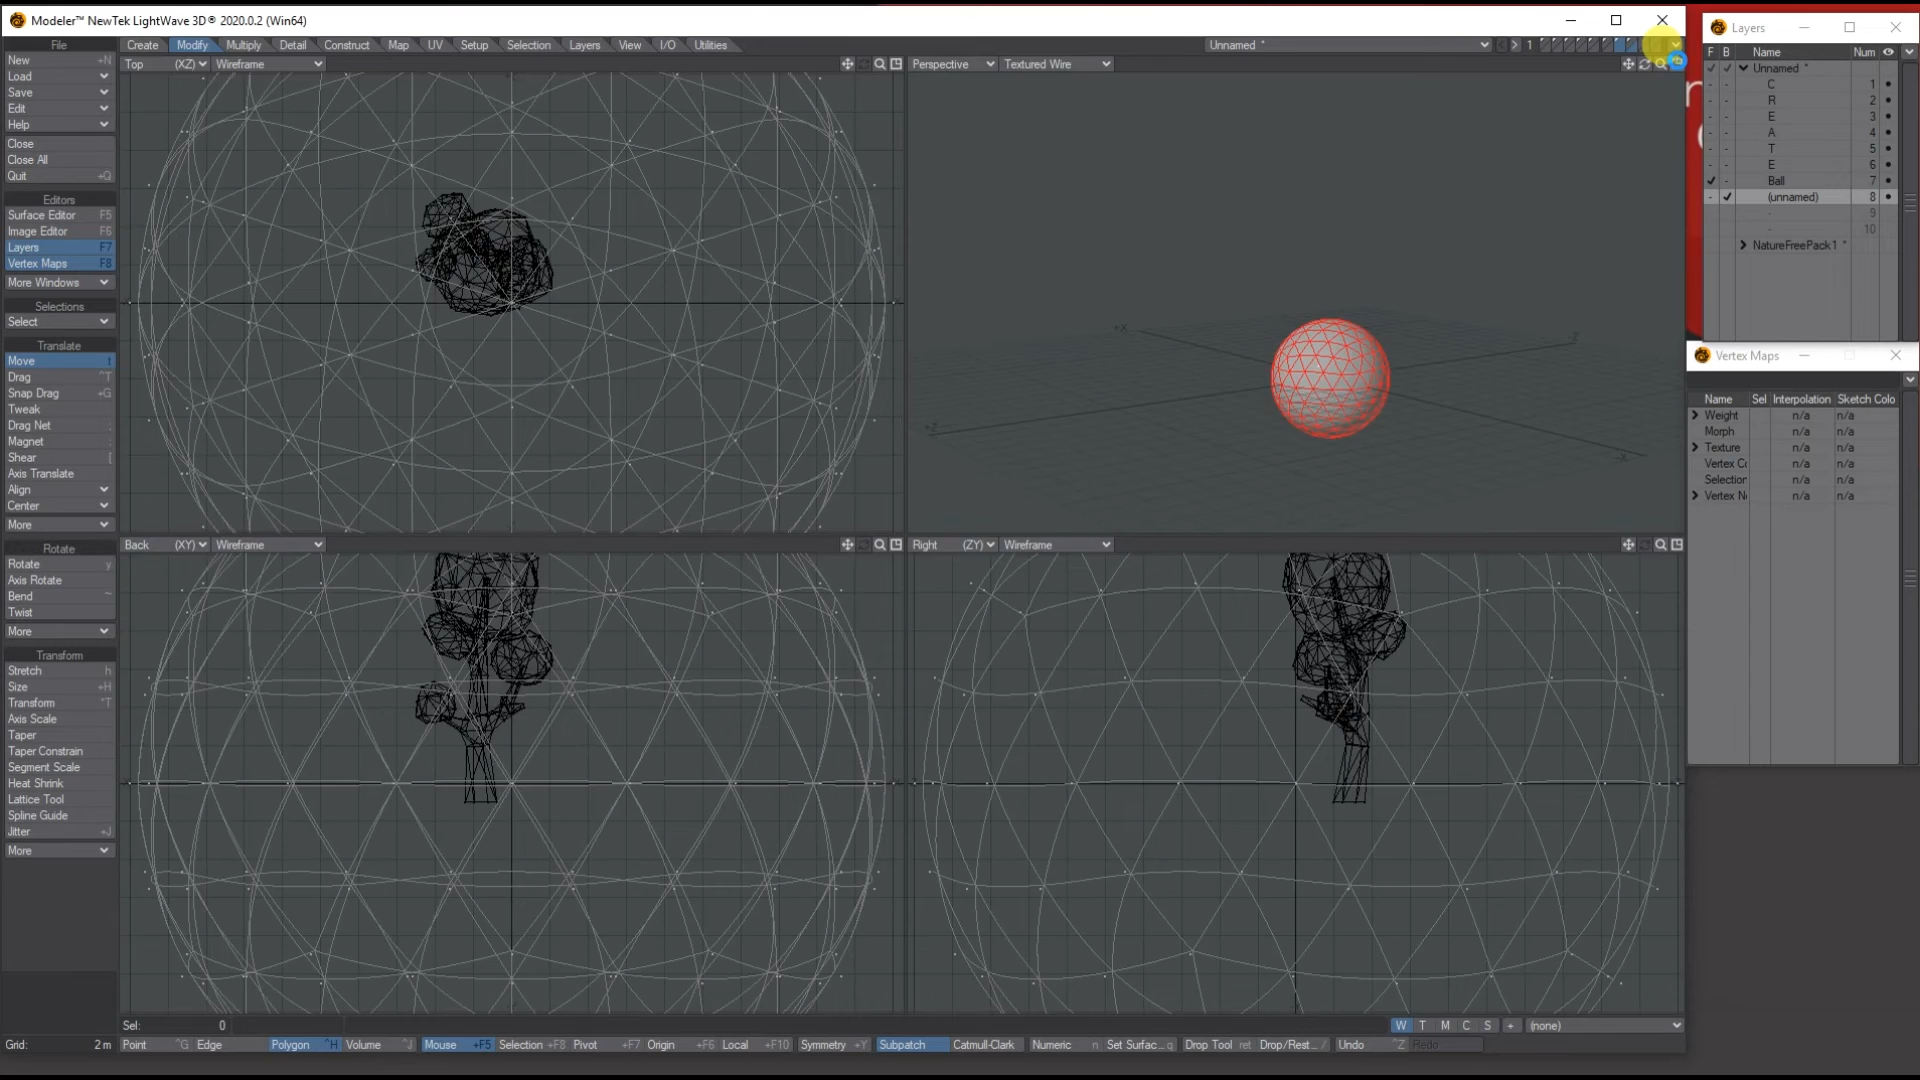 Modeler™ NewTek LightWave 3D® 2020.0.2 (Win64)
Layers
File
Create Modify Multiply Detail Construct Map UV Setup Selection Layers View I/O Utilities
Unnamed * 1
New +N
Load
Save
Edit
Help
Close
Close All
Quit +Q
Editors
Surface Editor F5
Image Editor F6
Layers F7
Vertex Maps F8
More Windows
Selections
Select
Translate
Move t
Drag ^T
Snap Drag +G
Tweak
Drag Net ;
Magnet :
Shear [
Axis Translate
Align
Center
More
Rotate
Rotate y
Axis Rotate
Bend ~
Twist
More
Transform
Stretch h
Size +H
Transform ^T
Axis Scale
Taper
Taper Constrain
Segment Scale
Heat Shrink
Lattice Tool
Spline Guide
Jitter +J
More
Top (XZ) Wireframe
Perspective Textured Wire
Back (XY) Wireframe
Right (ZY) Wireframe
+X
-X
F B Name Num
Unnamed *
C 1
R 2
E 3
A 4
T 5
E 6
Ball 7
(unnamed) 8
- 9
- 10
NatureFreePack1 *
Vertex Maps
Name Sel Interpolation Sketch Colo
Weight n/a n/a
Morph n/a n/a
Texture n/a n/a
Vertex Co n/a n/a
Selection n/a n/a
Vertex N n/a n/a
Sel: 0
W T M C S + (none)
Grid: 2 m
Point ^G Edge Polygon ^H Volume ^J Mouse +F5 Selection +F8 Pivot +F7 Origin +F6 Local +F10 Symmetry +Y Subpatch Catmull-Clark Numeric n Set Surfac... q Drop Tool ret Drop/Rest... / Undo ^Z Redo